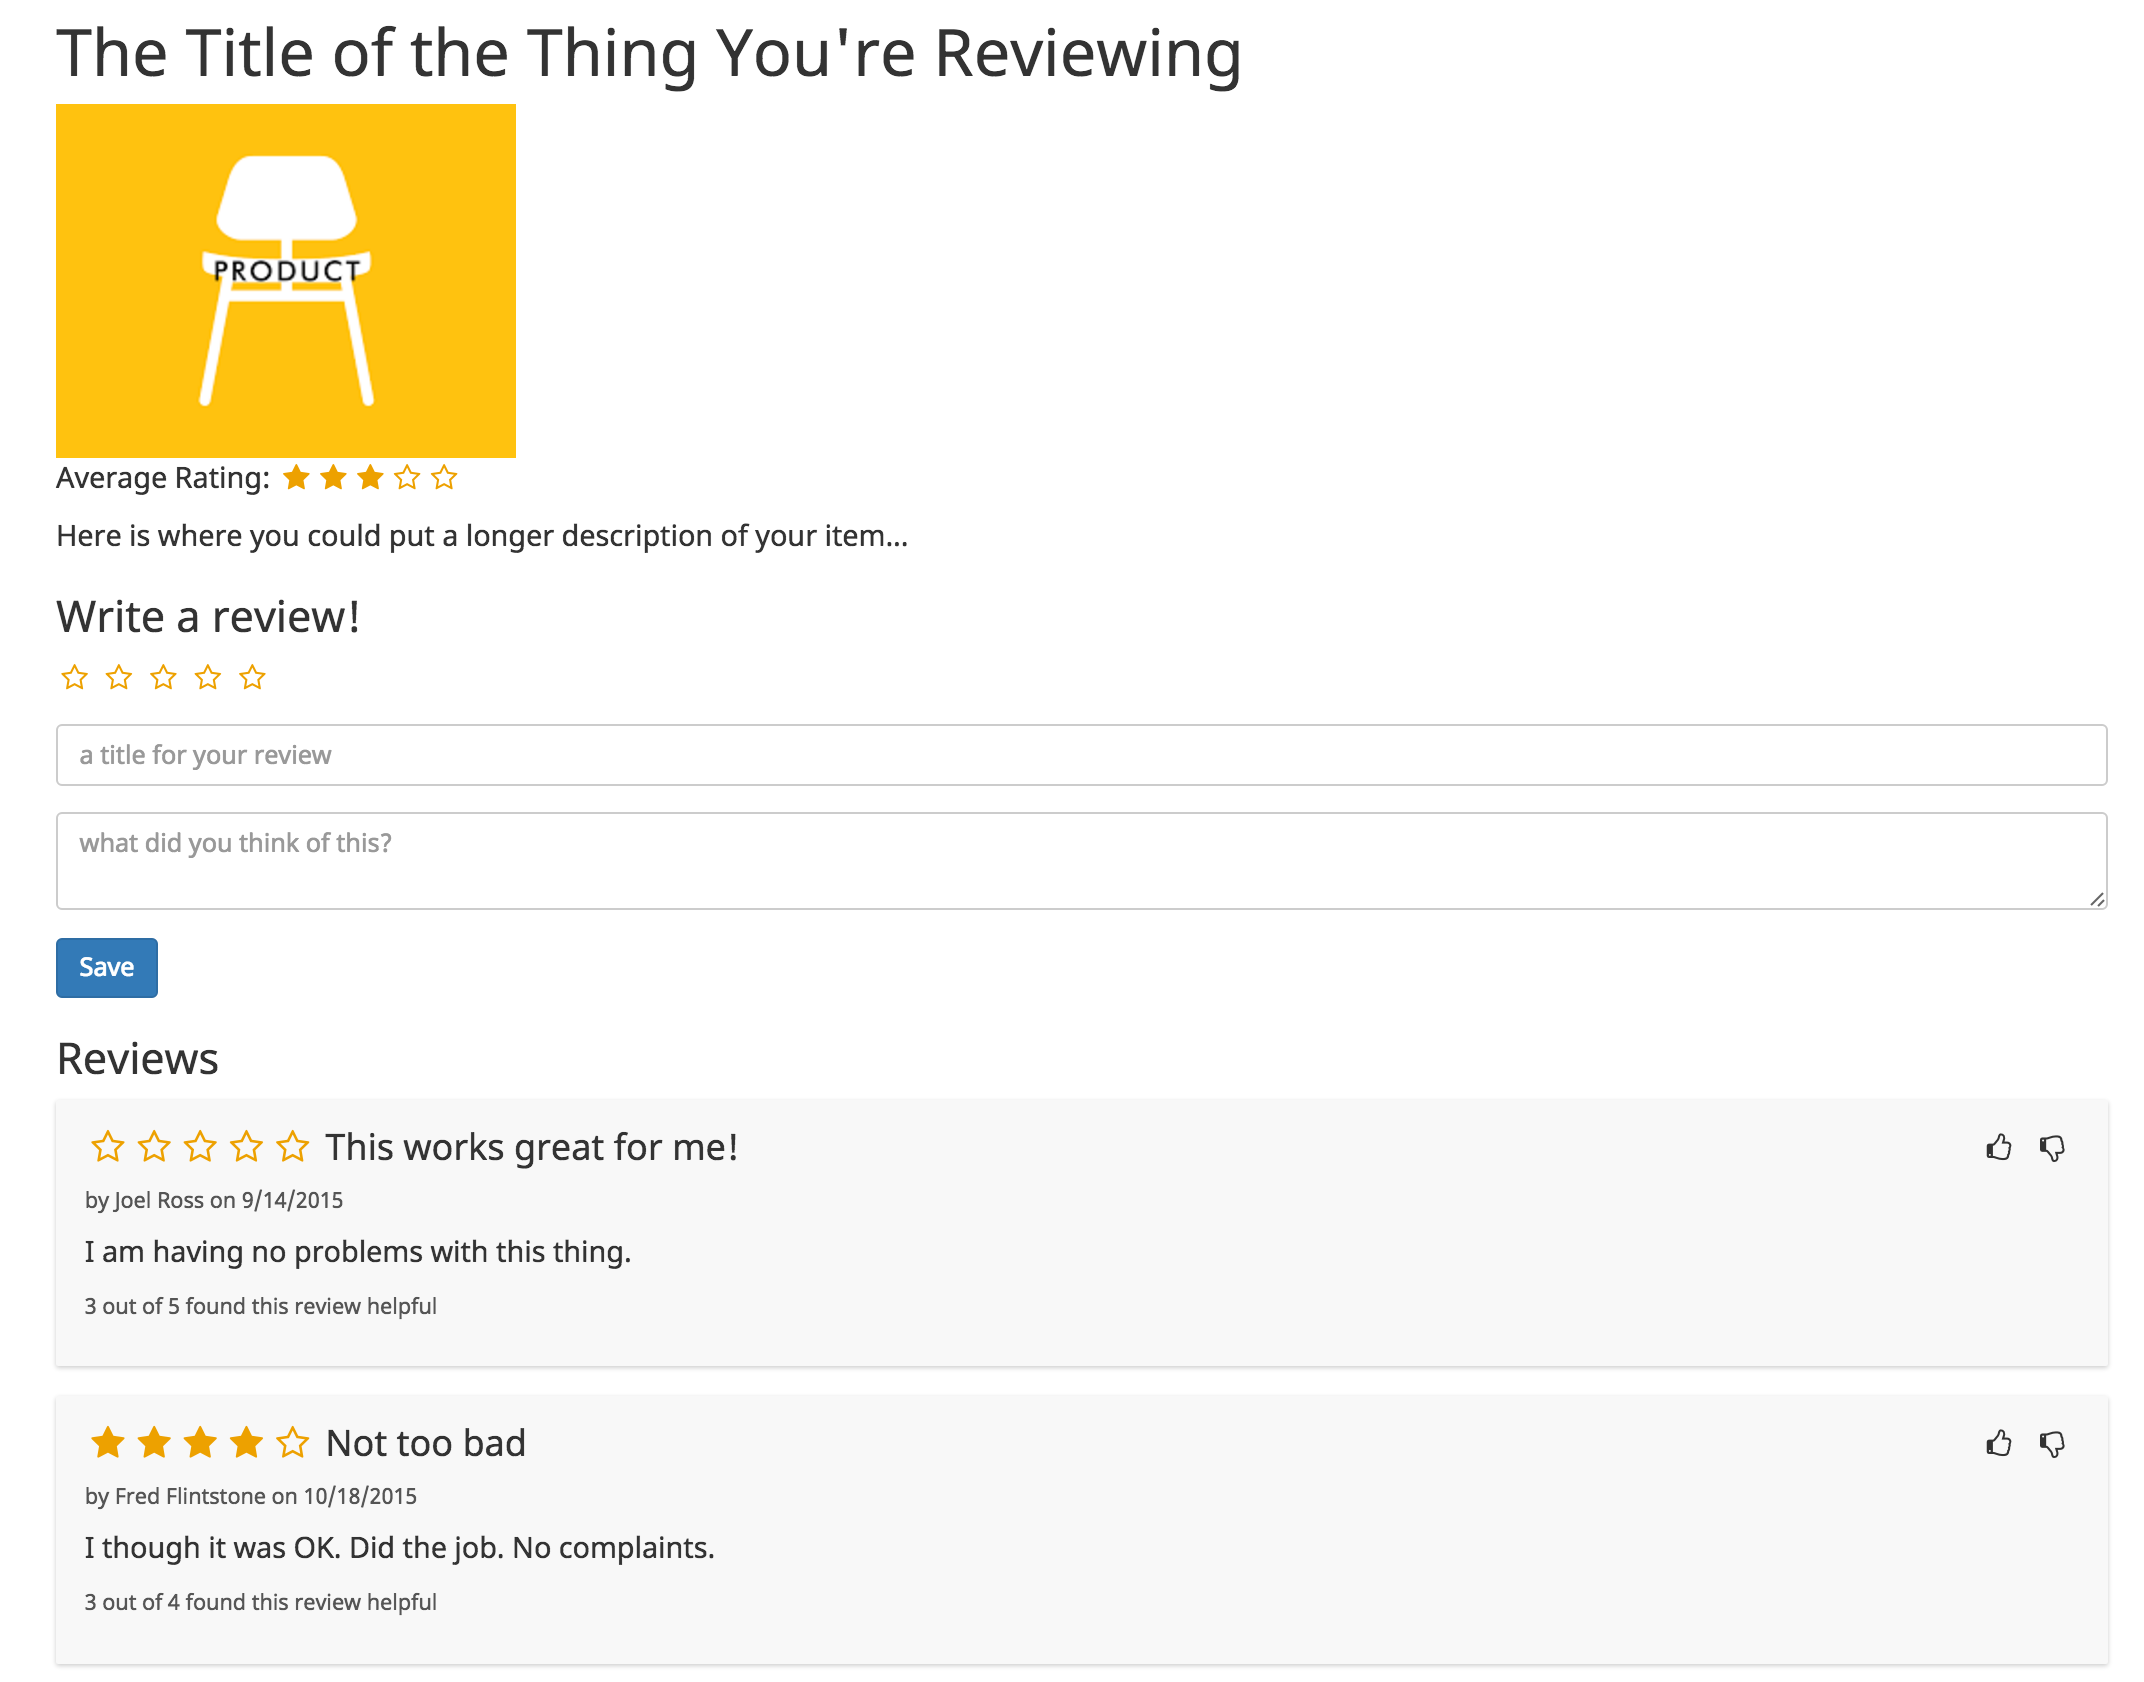 The Title of the Thing You're Reviewing
PRODUCT
Average Rating:
Here is where you could put a longer description of your item...
Write a review!
a title for your review
what did you think of this?
Save
Reviews
This works great for me!
by Joel Ross on 9/14/2015
I am having no problems with this thing.
3 out of 5 found this review helpful
Not too bad
by Fred Flintstone on 10/18/2015
I though it was OK. Did the job. No complaints.
3 out of 4 found this review helpful